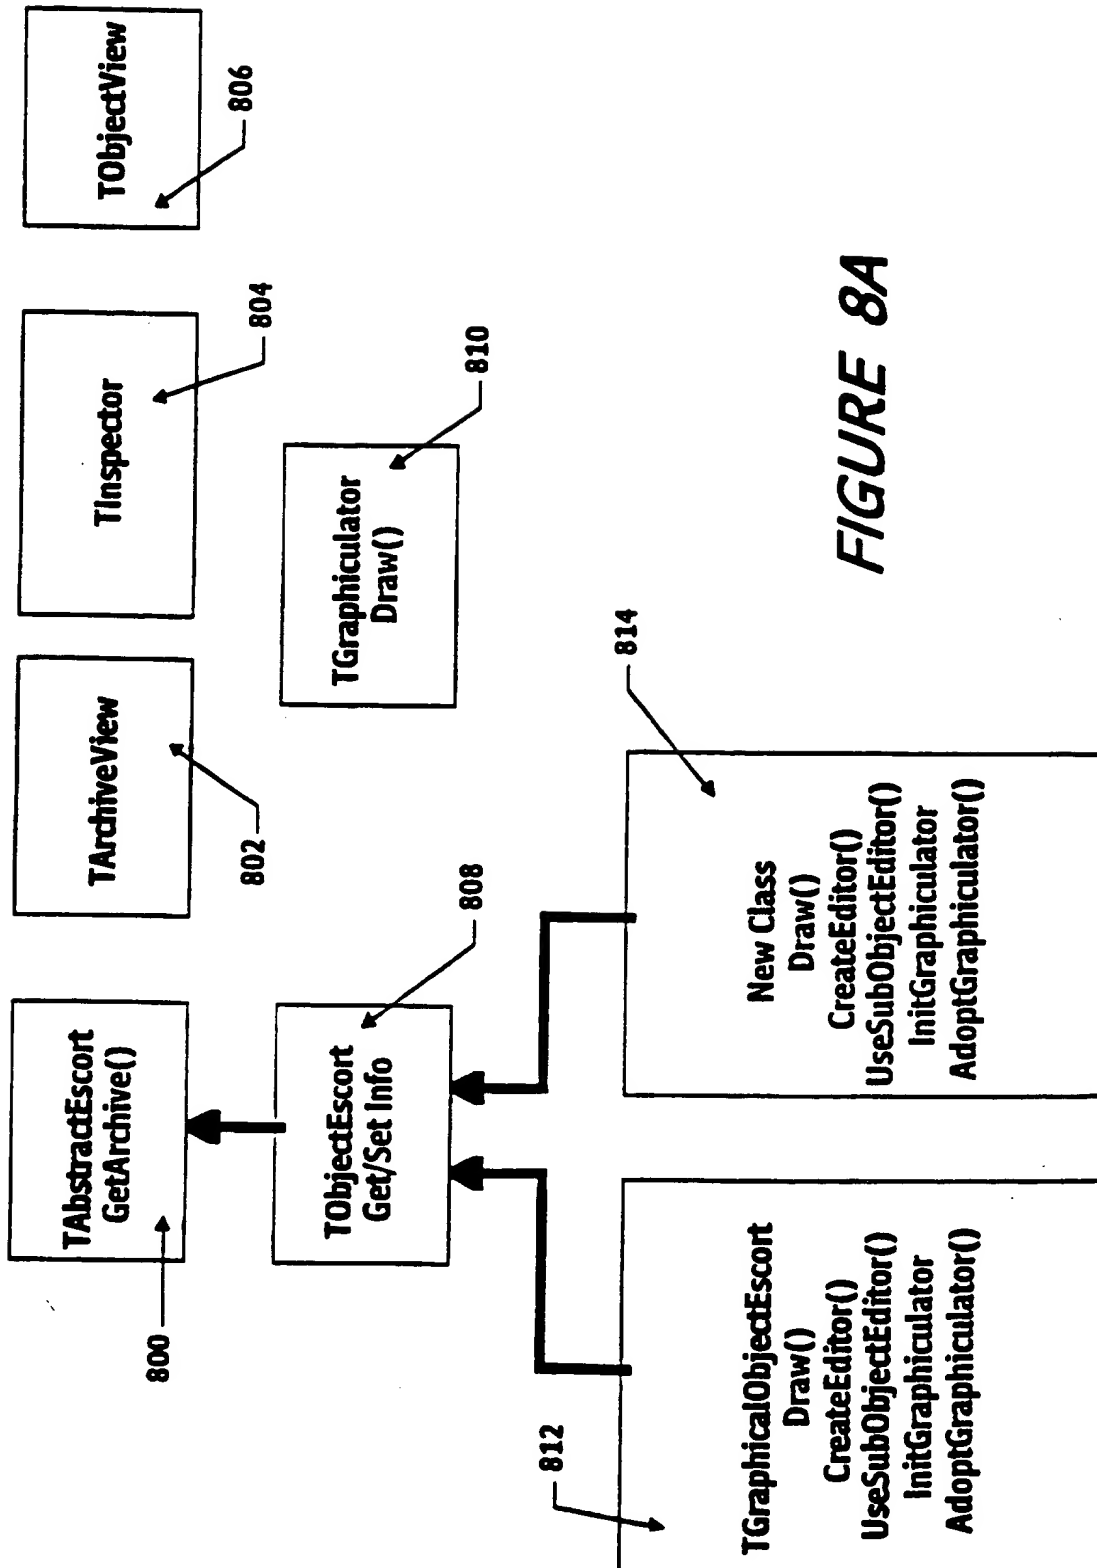 TAbstractEscort
GetArchive()
800
TArchiveView
802
TInspector
804
TObjectView
806
TObjectEscort
Get/Set Info
808
TGraphiculator
Draw()
810
812
TGraphicalObjectEscort
Draw()
CreateEditor()
UseSubObjectEditor()
InitGraphiculator
AdoptGraphiculator()
814
New Class
Draw()
CreateEditor()
UseSubObjectEditor()
InitGraphiculator
AdoptGraphiculator()
FIGURE 8A